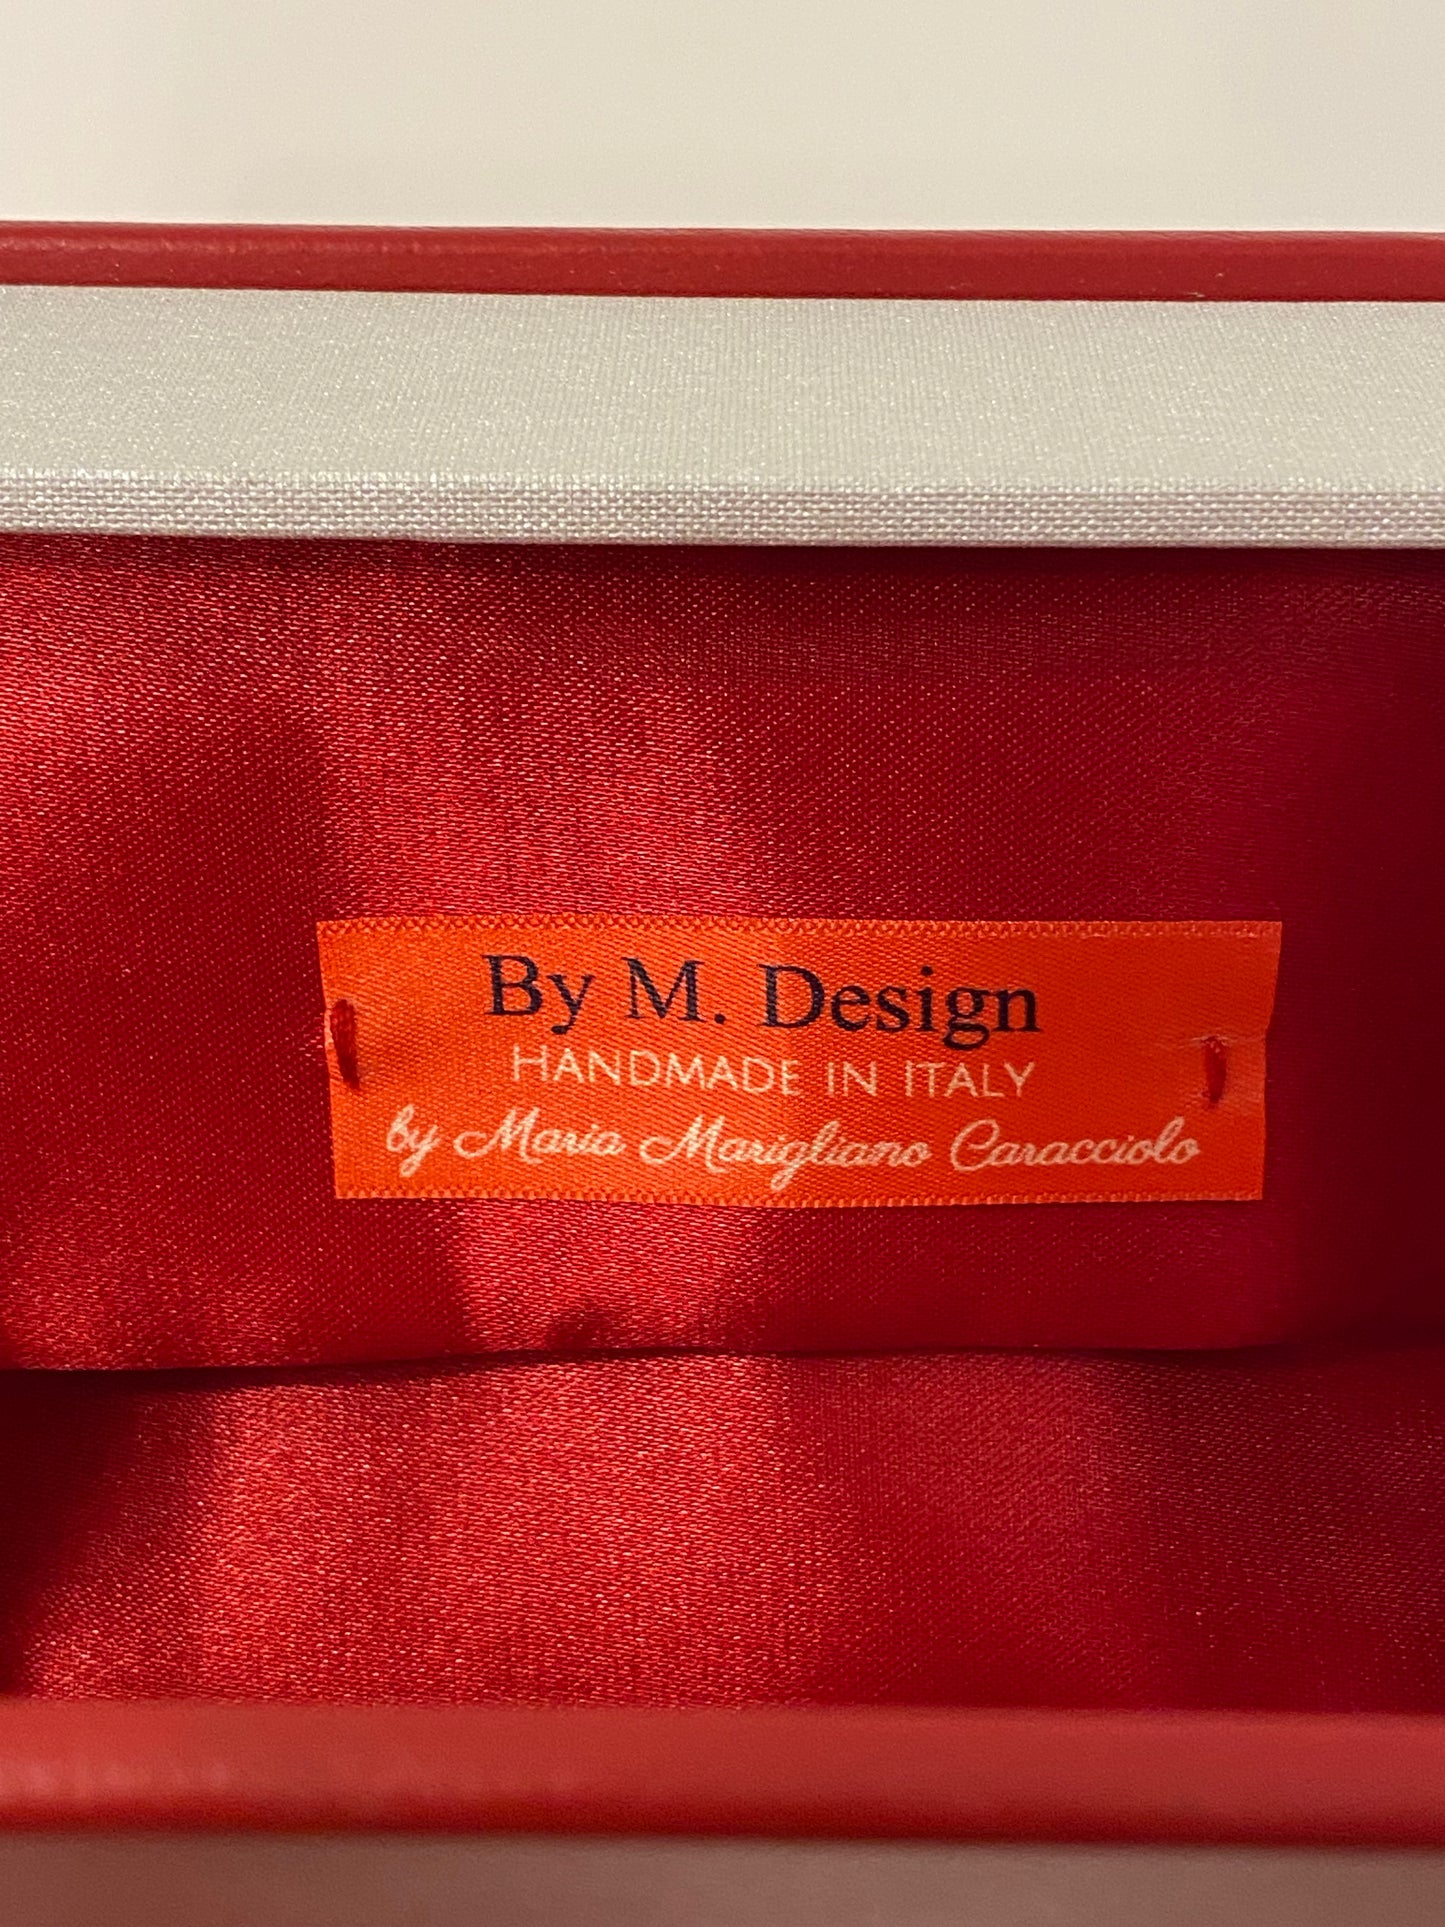 By M. Design
HANDMADE IN ITALY
by Maria Marigliano Caracciolo